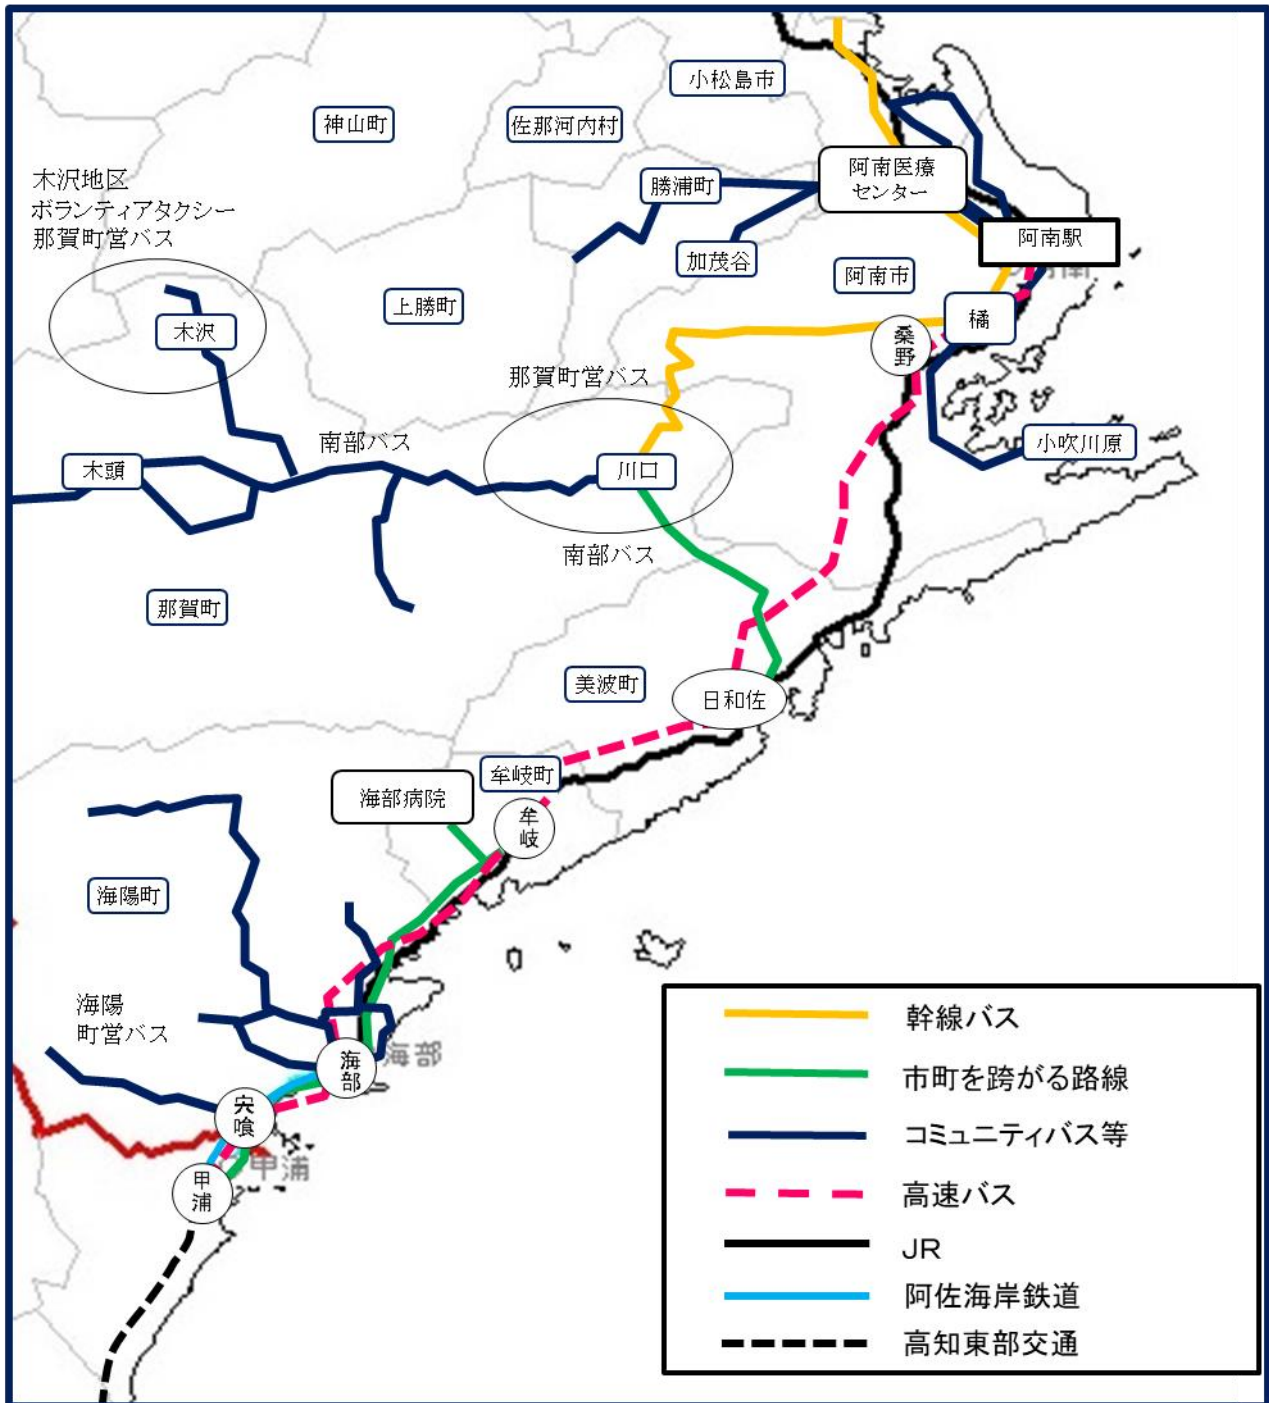 小松島市
神山町
佐那河内村
阿南医療
センター
木沢地区
ボランティアタクシー
那賀町営バス
勝浦町
阿南駅
加茂谷
阿南市
上勝町
木沢
橘
桑野
那賀町営バス
南部バス
小吹川原
木頭
川口
南部バス
那賀町
美波町
日和佐
牟岐町
海部病院
牟岐
海陽町
海陽
町営バス
海部
海部
宍喰
甲浦
甲浦
幹線バス
市町を跨がる路線
コミュニティバス等
高速バス
JR
阿佐海岸鉄道
高知東部交通